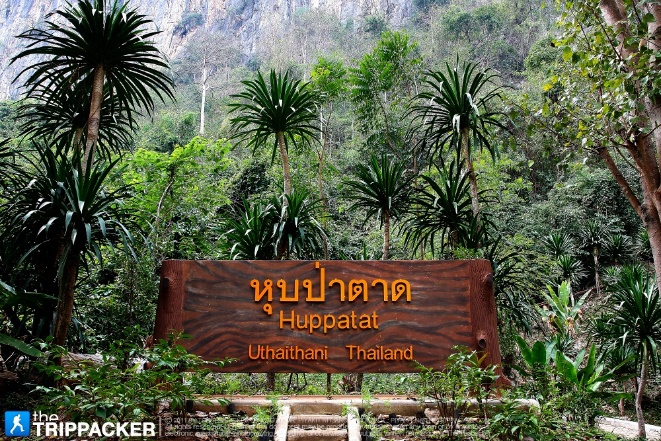 หุบป่าตาด
Huppatat
Uthaithani Thailand
the
TRIPPACKER